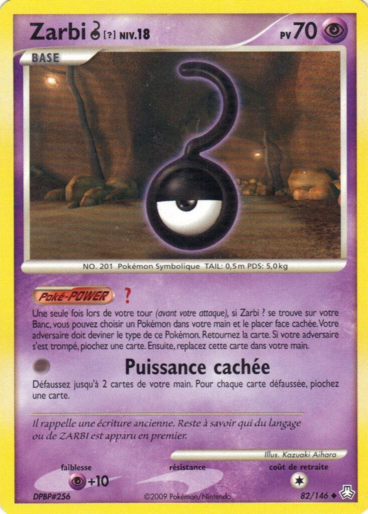 Zarbi ? [?] NIV.18 PV 70
BASE
NO. 201 Pokémon Symbolique TAIL: 0,5 m PDS: 5,0 kg
Poké-POWER ?
Une seule fois lors de votre tour (avant votre attaque), si Zarbi ? se trouve sur votre
Banc, vous pouvez choisir un Pokémon dans votre main et le placer face cachée. Votre
adversaire doit deviner le type de ce Pokémon. Retournez la carte. Si votre adversaire
s'est trompé, piochez une carte. Ensuite, replacez cette carte dans votre main.
Puissance cachée
Défaussez jusqu'à 2 cartes de votre main. Pour chaque carte défaussée, piochez
une carte.
Il rappelle une écriture ancienne. Reste à savoir qui du langage
ou de ZARBI est apparu en premier.
Illus. Kazuaki Aihara
faiblesse résistance coût de retraite
+10
DPBP#256 ©2009 Pokémon/Nintendo 82/146